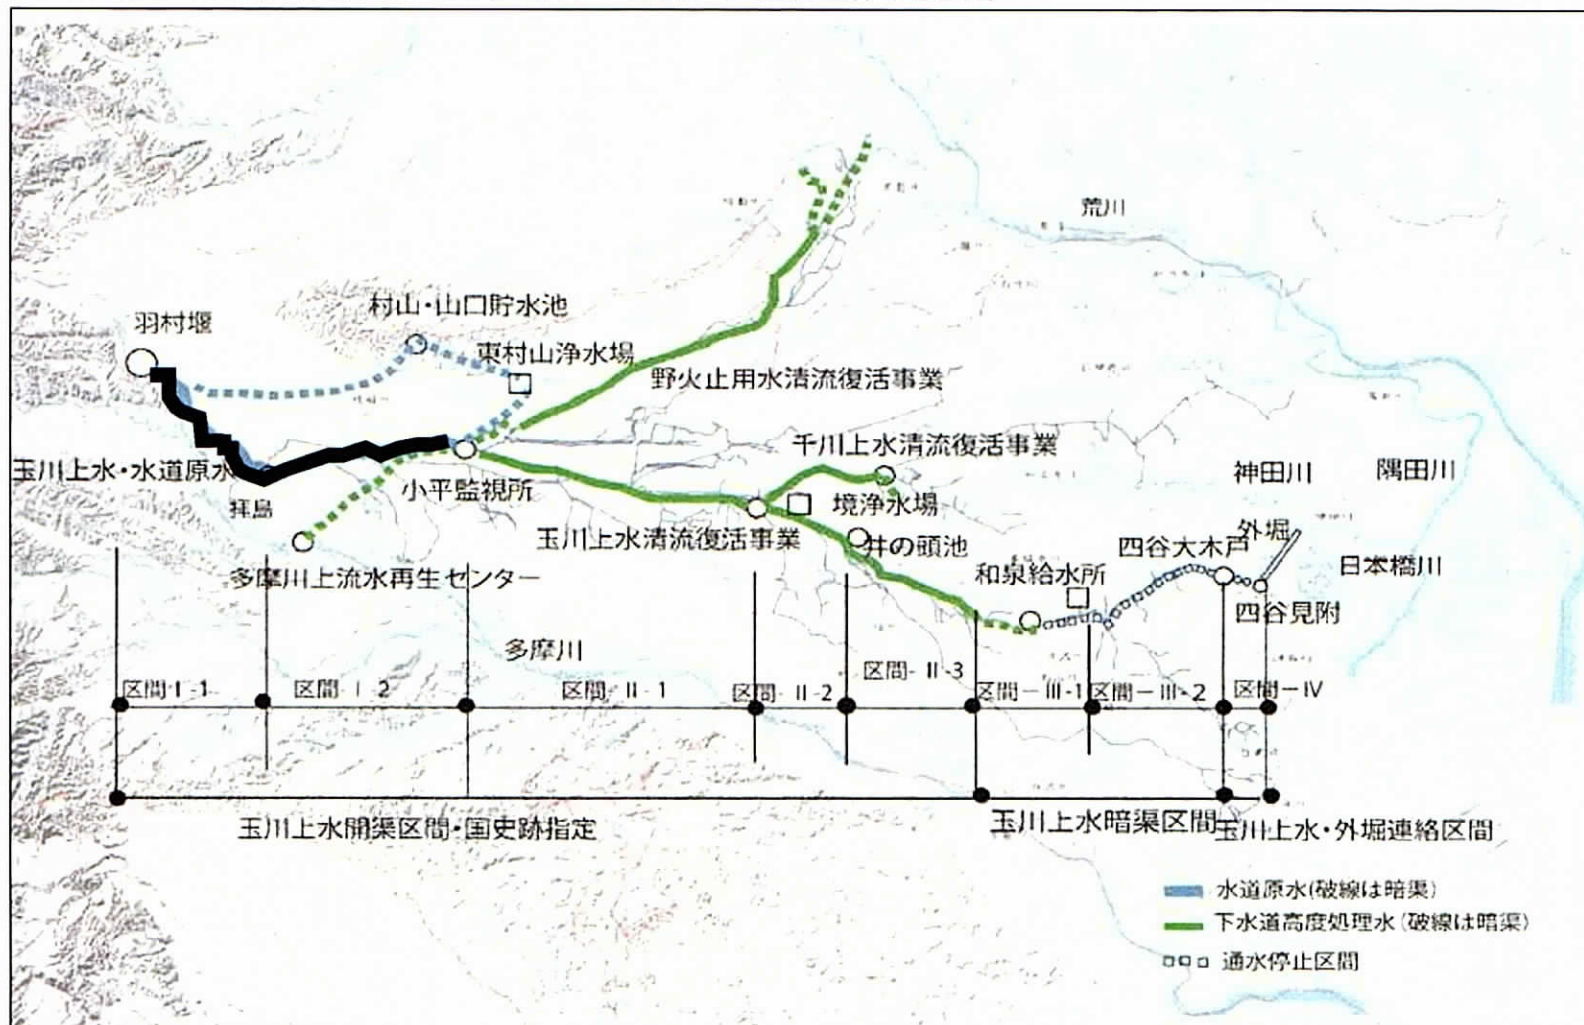 荒川
村山・山口貯水池
羽村堰
東村山浄水場
野火止用水清流復活事業
千川上水清流復活事業
玉川上水・水道原水
小平監視所
神田川
隅田川
拝島
境浄水場
外堀
玉川上水清流復活事業
井の頭池
四谷大木戸
日本橋川
多摩川上流水再生センター
和泉給水所
四谷見附
多摩川
区間-I-1
区間-I-2
区間-II-1
区間-II-2
区間-II-3
区間-III-1
区間-III-2
区間-IV
玉川上水開渠区間・国史跡指定
玉川上水暗渠区間
玉川上水・外堀連絡区間
水道原水(破線は暗渠)
下水道高度処理水(破線は暗渠)
通水停止区間